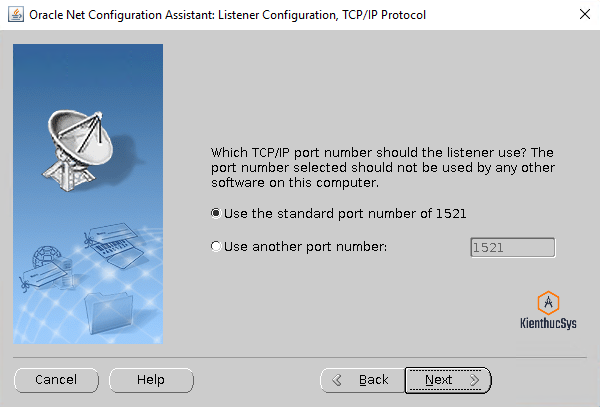 Oracle Net Configuration Assistant: Listener Configuration, TCP/IP Protocol
Which TCP/IP port number should the listener use? The
port number selected should not be used by any other
software on this computer.
Use the standard port number of 1521
Use another port number:
1521
KienthucSys
Cancel
Help
Back
Next